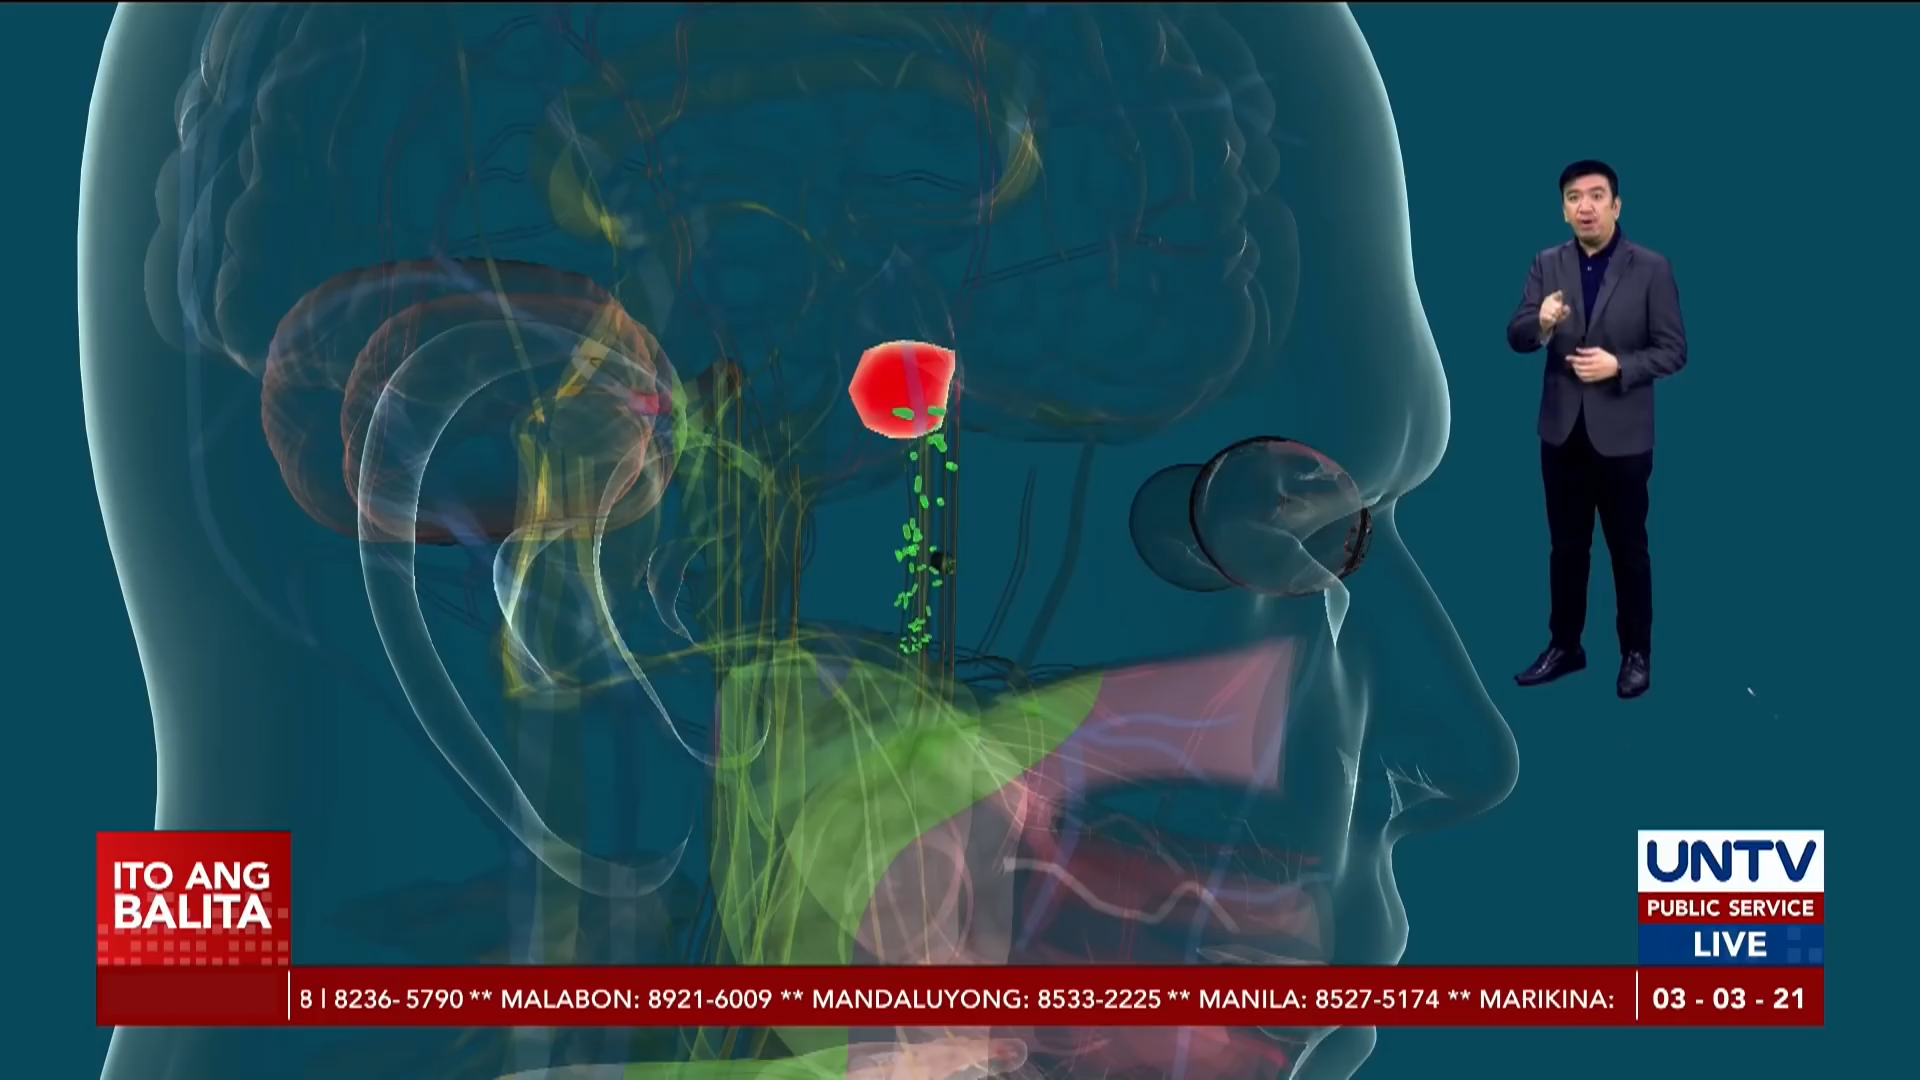 ITO ANG
BALITA
UNTV
PUBLIC SERVICE
LIVE
8 | 8236-5790 ** MALABON: 8921-6009 ** MANDALUYONG: 8533-2225 ** MANILA: 8527-5174 ** MARIKINA:
03 - 03 - 21